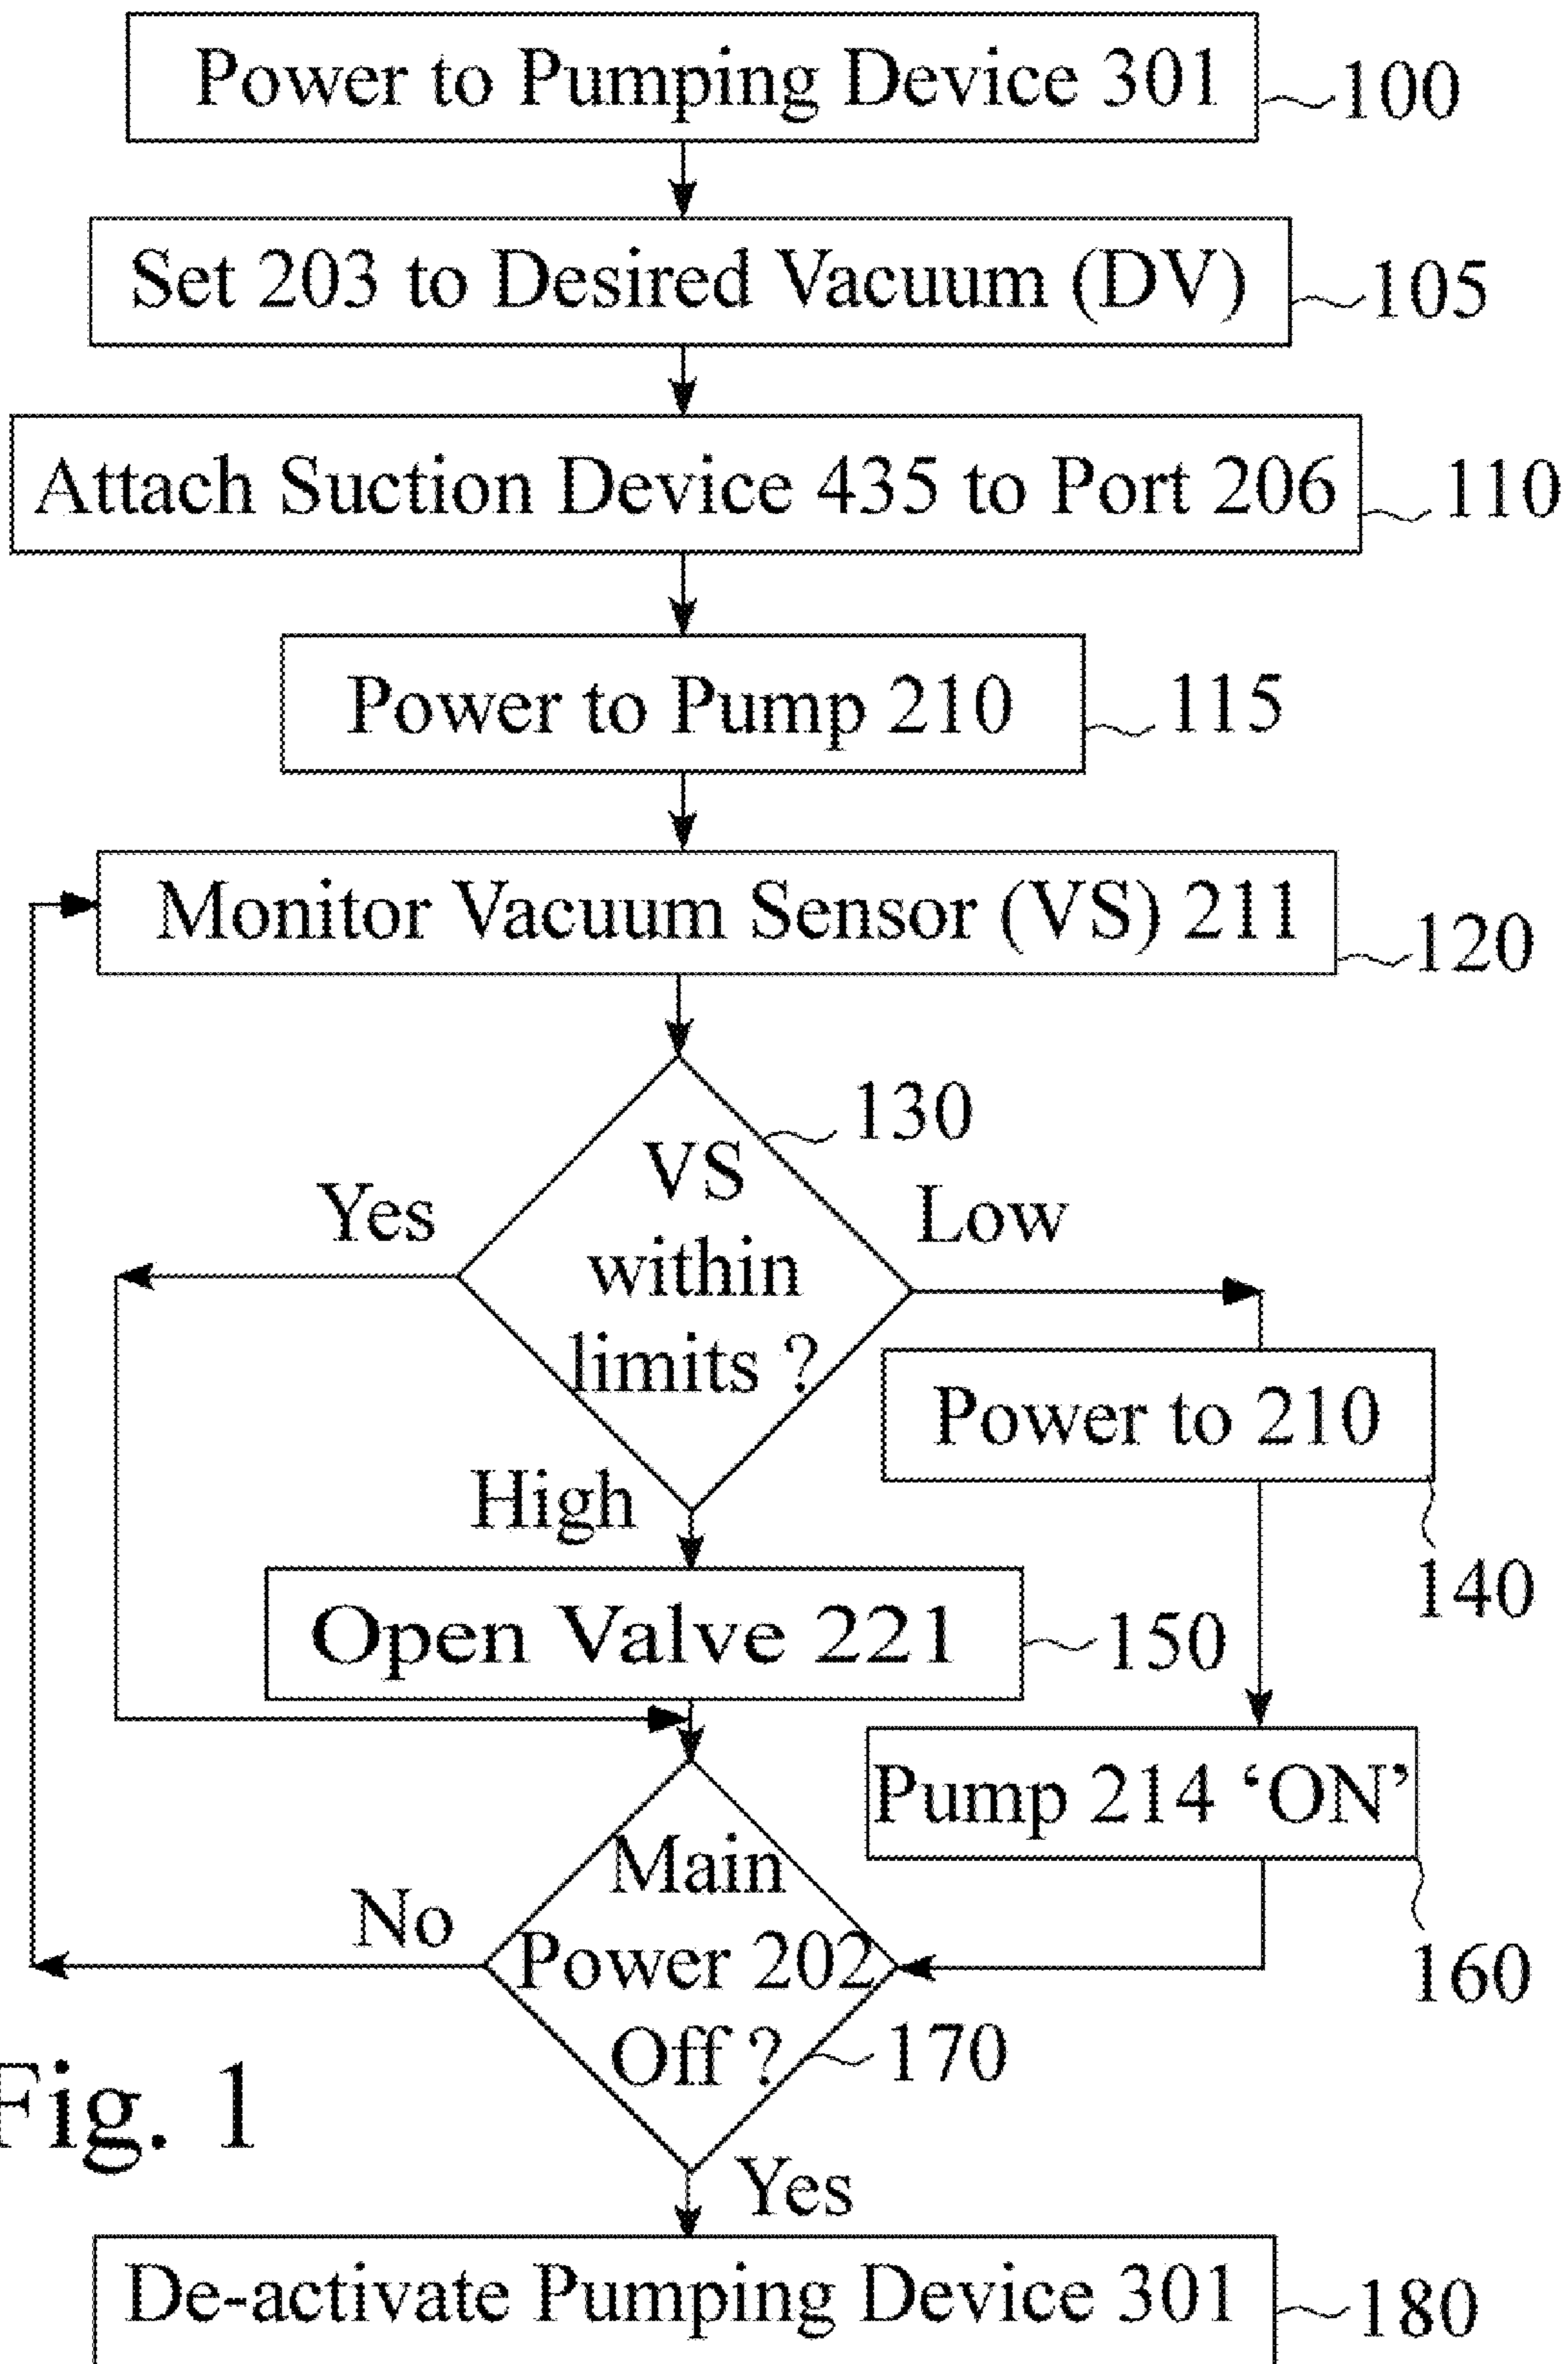 Power to Pumping Device 301
100
Set 203 to Desired Vacuum (DV)
105
Attach Suction Device 435 to Port 206
110
Power to Pump 210
115
Monitor Vacuum Sensor (VS) 211
120
130
VS
within
limits ?
Yes
Low
High
Power to 210
140
Open Valve 221
150
Pump 214 ‘ON’
160
Main
Power 202
Off ?
170
No
Yes
Fig. 1
De-activate Pumping Device 301
180